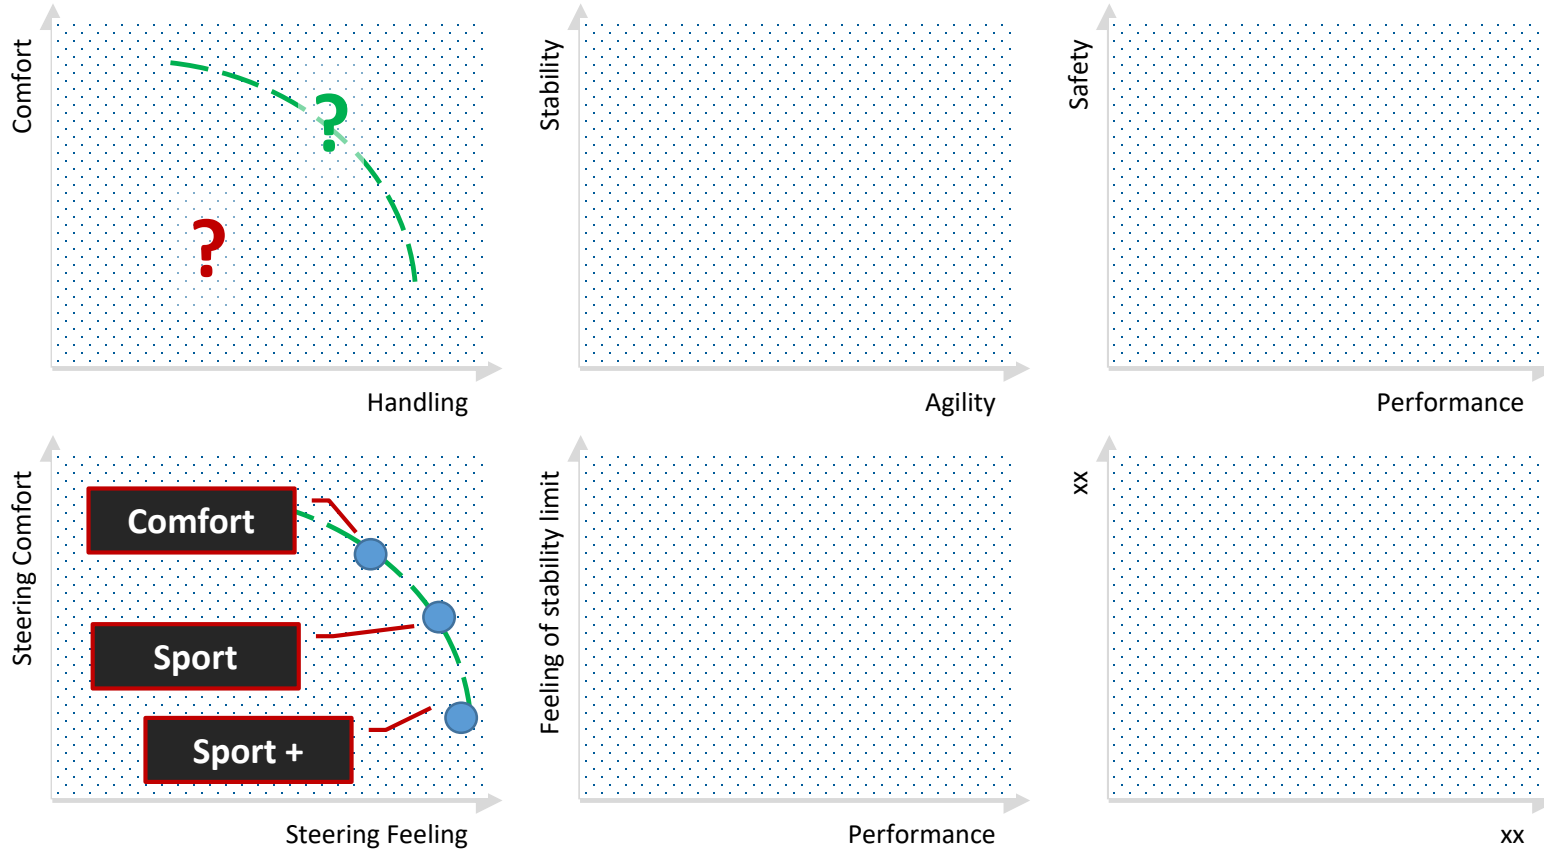 Comfort
?
?
Handling
Stability
Agility
Safety
Performance
Steering Comfort
Comfort
Sport
Sport +
Steering Feeling
Feeling of stability limit
Performance
xx
xx